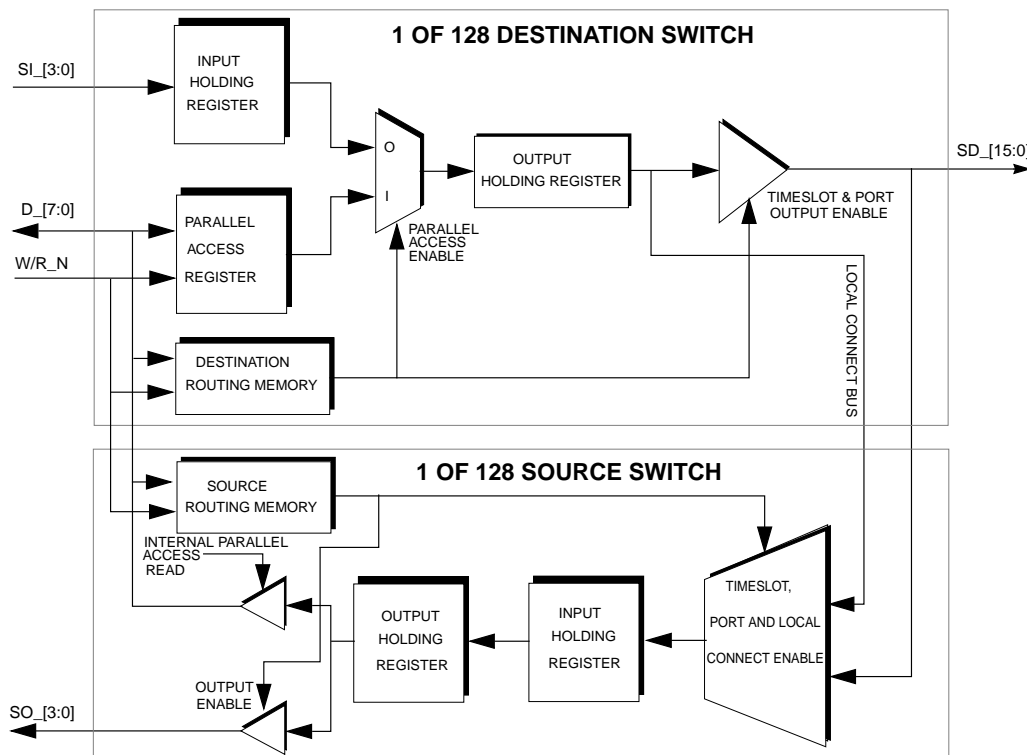 1 OF 128 DESTINATION SWITCH
SI_[3:0]
INPUT
HOLDING
REGISTER
O
I
OUTPUT
HOLDING REGISTER
SD_[15:0]
TIMESLOT & PORT
OUTPUT ENABLE
D_[7:0]
PARALLEL
ACCESS
REGISTER
PARALLEL
ACCESS
ENABLE
W/R_N
LOCAL CONNECT BUS
DESTINATION
ROUTING MEMORY
1 OF 128 SOURCE SWITCH
SOURCE
ROUTING MEMORY
INTERNAL PARALLEL
ACCESS
READ
OUTPUT
HOLDING
REGISTER
INPUT
HOLDING
REGISTER
TIMESLOT,
PORT AND LOCAL
CONNECT ENABLE
OUTPUT
ENABLE
SO_[3:0]